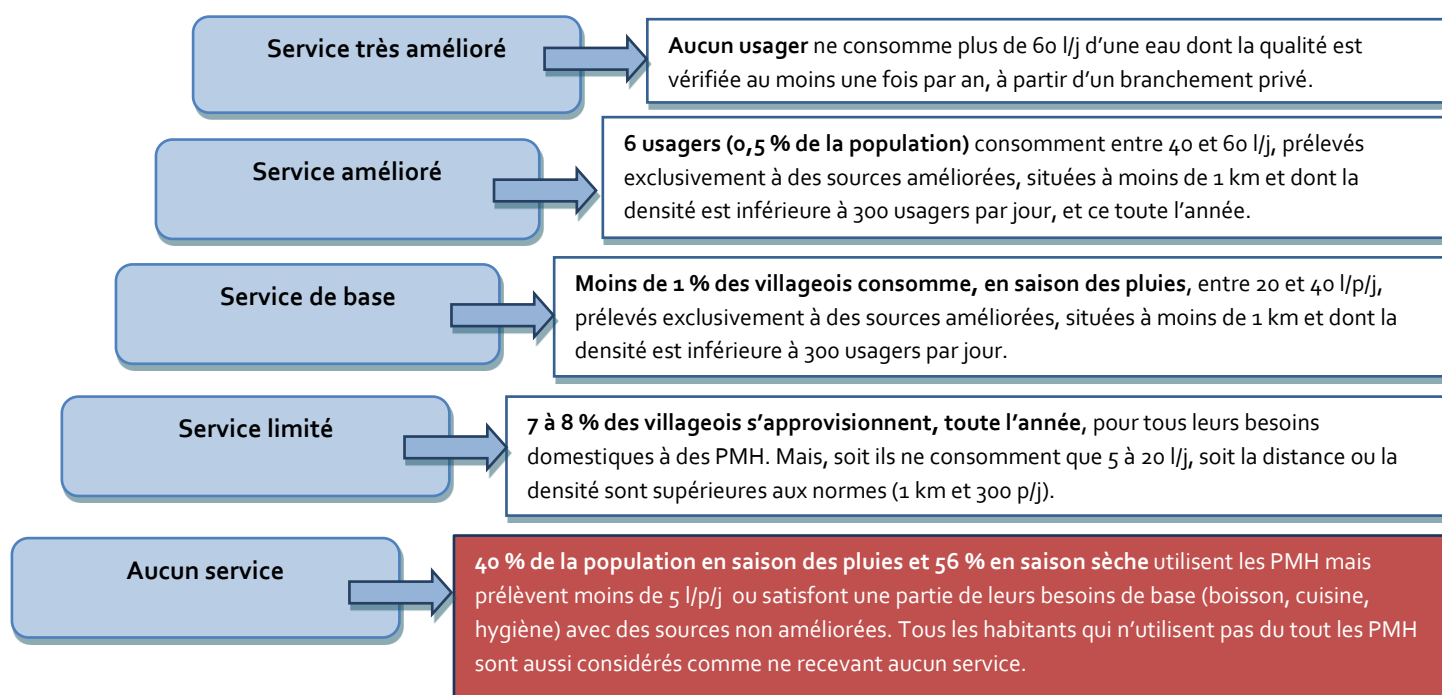 Service très amélioré
Aucun usager ne consomme plus de 60 l/j d'une eau dont la qualité est
vérifiée au moins une fois par an, à partir d'un branchement privé.
Service amélioré
6 usagers (0,5 % de la population) consomment entre 40 et 60 l/j, prélevés
exclusivement à des sources améliorées, situées à moins de 1 km et dont la
densité est inférieure à 300 usagers par jour, et ce toute l'année.
Service de base
Moins de 1 % des villageois consomme, en saison des pluies, entre 20 et 40 l/p/j,
prélevés exclusivement à des sources améliorées, situées à moins de 1 km et dont la
densité est inférieure à 300 usagers par jour.
Service limité
7 à 8 % des villageois s'approvisionnent, toute l'année, pour tous leurs besoins
domestiques à des PMH. Mais, soit ils ne consomment que 5 à 20 l/j, soit la distance ou la
densité sont supérieures aux normes (1 km et 300 p/j).
Aucun service
40 % de la population en saison des pluies et 56 % en saison sèche utilisent les PMH mais
prélèvent moins de 5 l/p/j ou satisfont une partie de leurs besoins de base (boisson, cuisine,
hygiène) avec des sources non améliorées. Tous les habitants qui n'utilisent pas du tout les PMH
sont aussi considérés comme ne recevant aucun service.